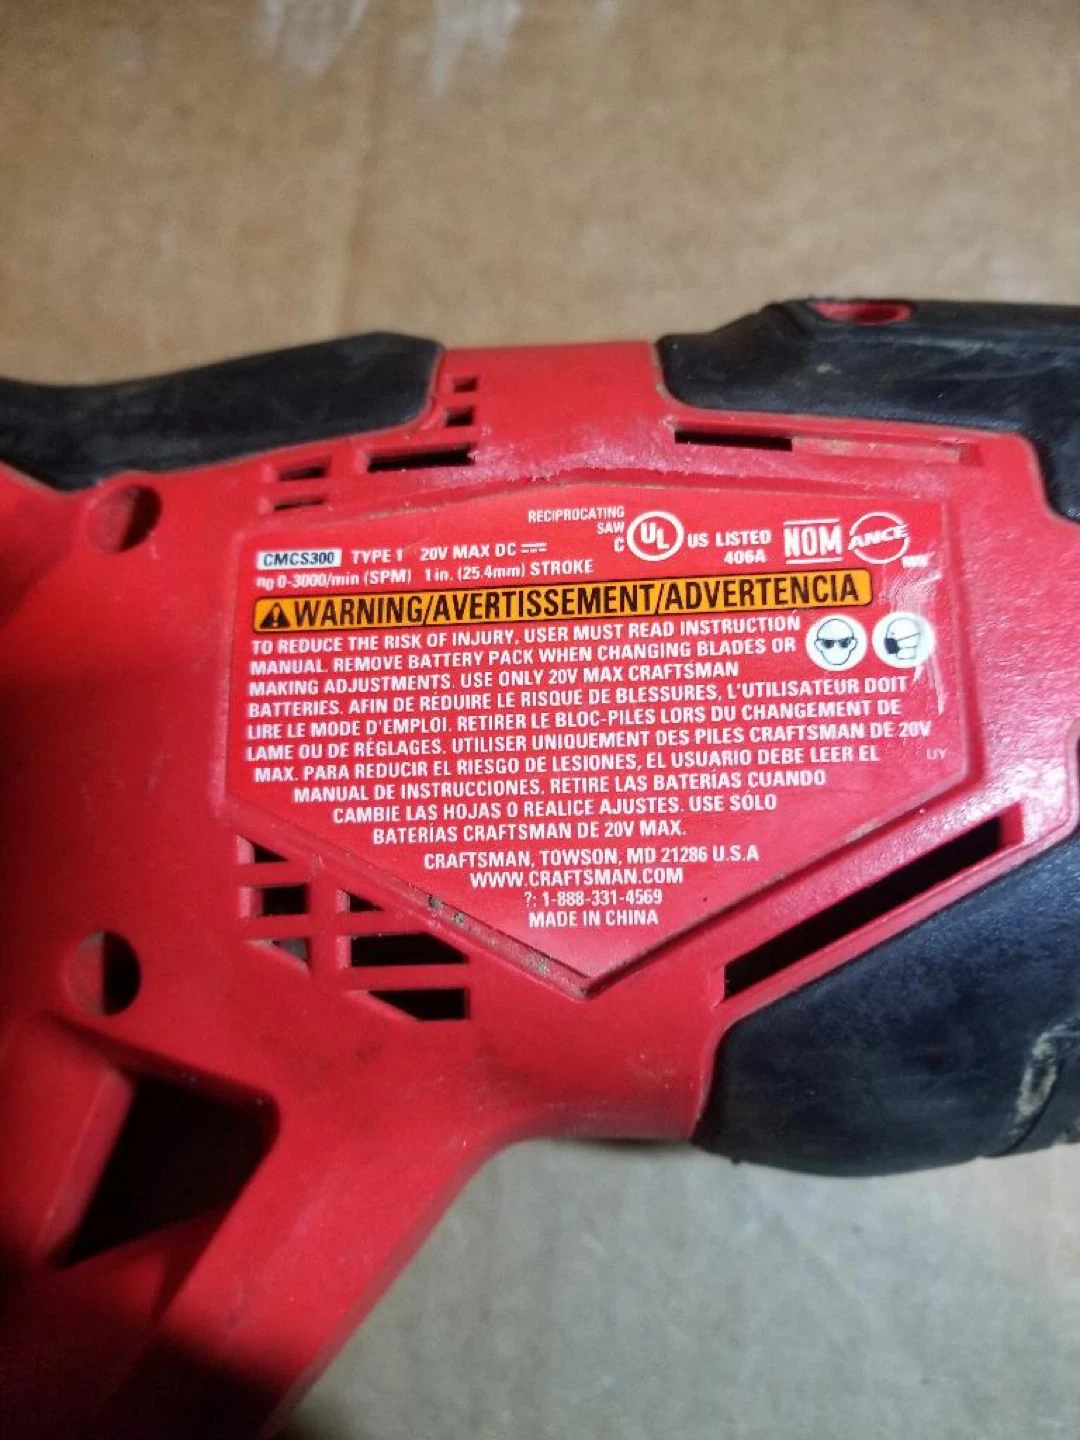 RECIPROCATING
SAW
CMCS300 TYPE 1 20V MAX DC C UL US LISTED NOM ANCE
406A
n0 0-3000/min (SPM) 1 in. (25.4mm) STROKE
WARNING/AVERTISSEMENT/ADVERTENCIA
TO REDUCE THE RISK OF INJURY, USER MUST READ INSTRUCTION
MANUAL. REMOVE BATTERY PACK WHEN CHANGING BLADES OR
MAKING ADJUSTMENTS. USE ONLY 20V MAX CRAFTSMAN
BATTERIES. AFIN DE RÉDUIRE LE RISQUE DE BLESSURES, L'UTILISATEUR DOIT
LIRE LE MODE D'EMPLOI. RETIRER LE BLOC-PILES LORS DU CHANGEMENT DE
LAME OU DE RÉGLAGES. UTILISER UNIQUEMENT DES PILES CRAFTSMAN DE 20V
MAX. PARA REDUCIR EL RIESGO DE LESIONES, EL USUARIO DEBE LEER EL
MANUAL DE INSTRUCCIONES. RETIRE LAS BATERÍAS CUANDO
CAMBIE LAS HOJAS O REALICE AJUSTES. USE SÓLO
BATERÍAS CRAFTSMAN DE 20V MAX.
CRAFTSMAN, TOWSON, MD 21286 U.S.A
WWW.CRAFTSMAN.COM
?: 1-888-331-4569
MADE IN CHINA